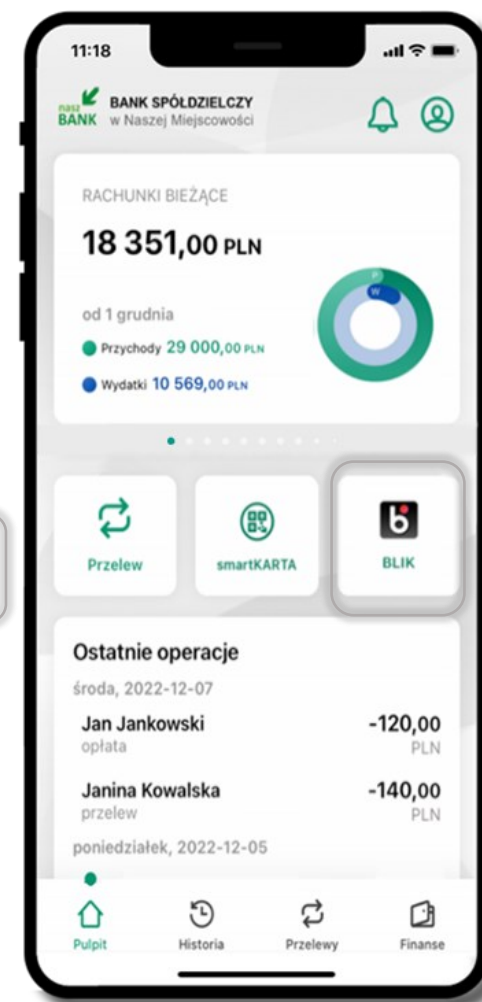 11:18
nasz BANK
BANK SPÓŁDZIELCZY
w Naszej Miejscowości
RACHUNKI BIEŻĄCE
18 351,00 PLN
od 1 grudnia
P
W
Przychody 29 000,00 PLN
Wydatki 10 569,00 PLN
Przelew
smartKARTA
b
BLIK
Ostatnie operacje
środa, 2022-12-07
Jan Jankowski -120,00
opłata PLN
Janina Kowalska -140,00
przelew PLN
poniedziałek, 2022-12-05
Pulpit Historia Przelewy Finanse